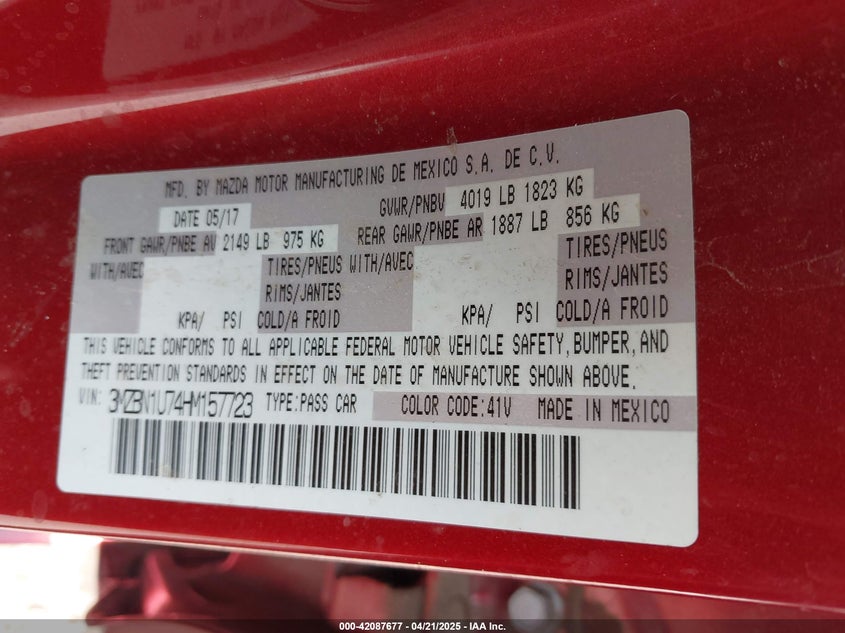 MFD. BY MAZDA MOTOR MANUFACTURING DE MEXICO S.A. DE C.V.
DATE 05/17 GVWR/PNBV 4019 LB 1823 KG
FRONT GAWR/PNBE AV 2149 LB 975 KG REAR GAWR/PNBE AR 1887 LB 856 KG
WITH/AVEC TIRES/PNEUS WITH/AVEC TIRES/PNEUS
RIMS/JANTES RIMS/JANTES
KPA/ PSI COLD/A FROID KPA/ PSI COLD/A FROID
THIS VEHICLE CONFORMS TO ALL APPLICABLE FEDERAL MOTOR VEHICLE SAFETY, BUMPER, AND
THEFT PREVENTION STANDARDS IN EFFECT ON THE DATE OF MANUFACTURE SHOWN ABOVE.
VIN: 3MZBN1U74HM157723 TYPE:PASS CAR COLOR CODE:41V MADE IN MEXICO
000-42087677 - 04/21/2025 - IAA Inc.